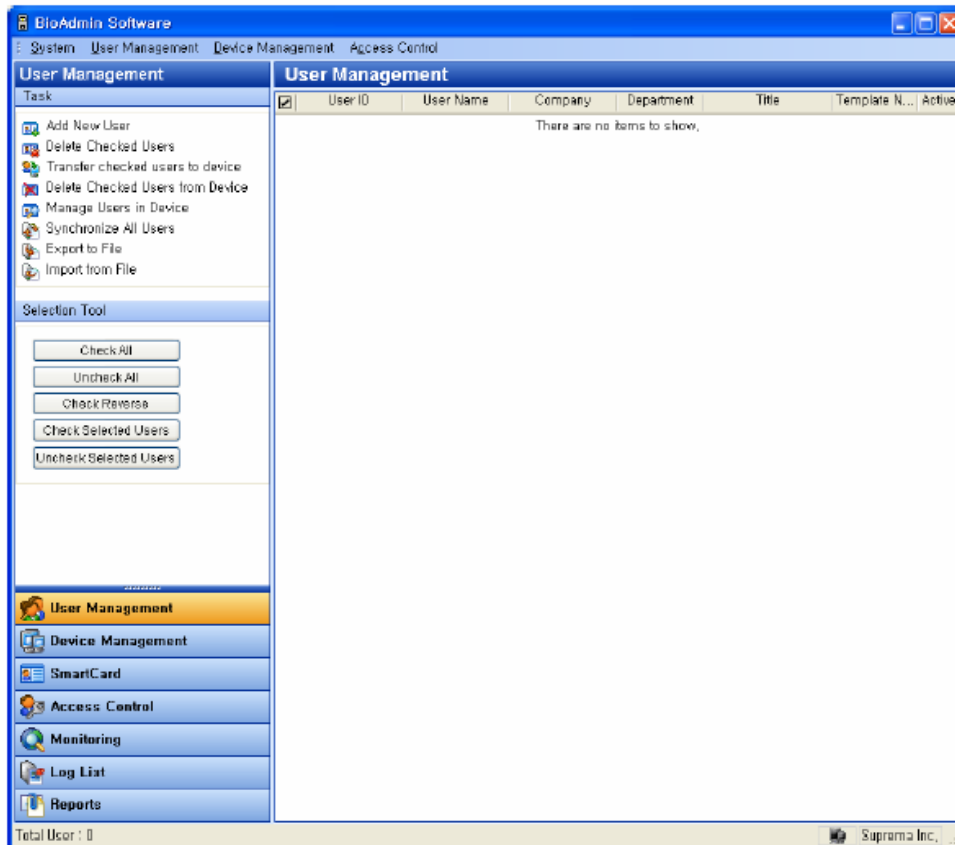 BioAdmin Software
System User Management Device Management Access Control
User Management
Task
Add New User
Delete Checked Users
Transfer checked users to device
Delete Checked Users from Device
Manage Users in Device
Synchronize All Users
Export to File
Import from File
Selection Tool
Check All
Uncheck All
Check Reverse
Check Selected Users
Uncheck Selected Users
User Management
Device Management
SmartCard
Access Control
Monitoring
Log List
Reports
User Management
User ID User Name Company Department Title Template N... Active
There are no items to show.
Total User : 0
Suprema Inc.